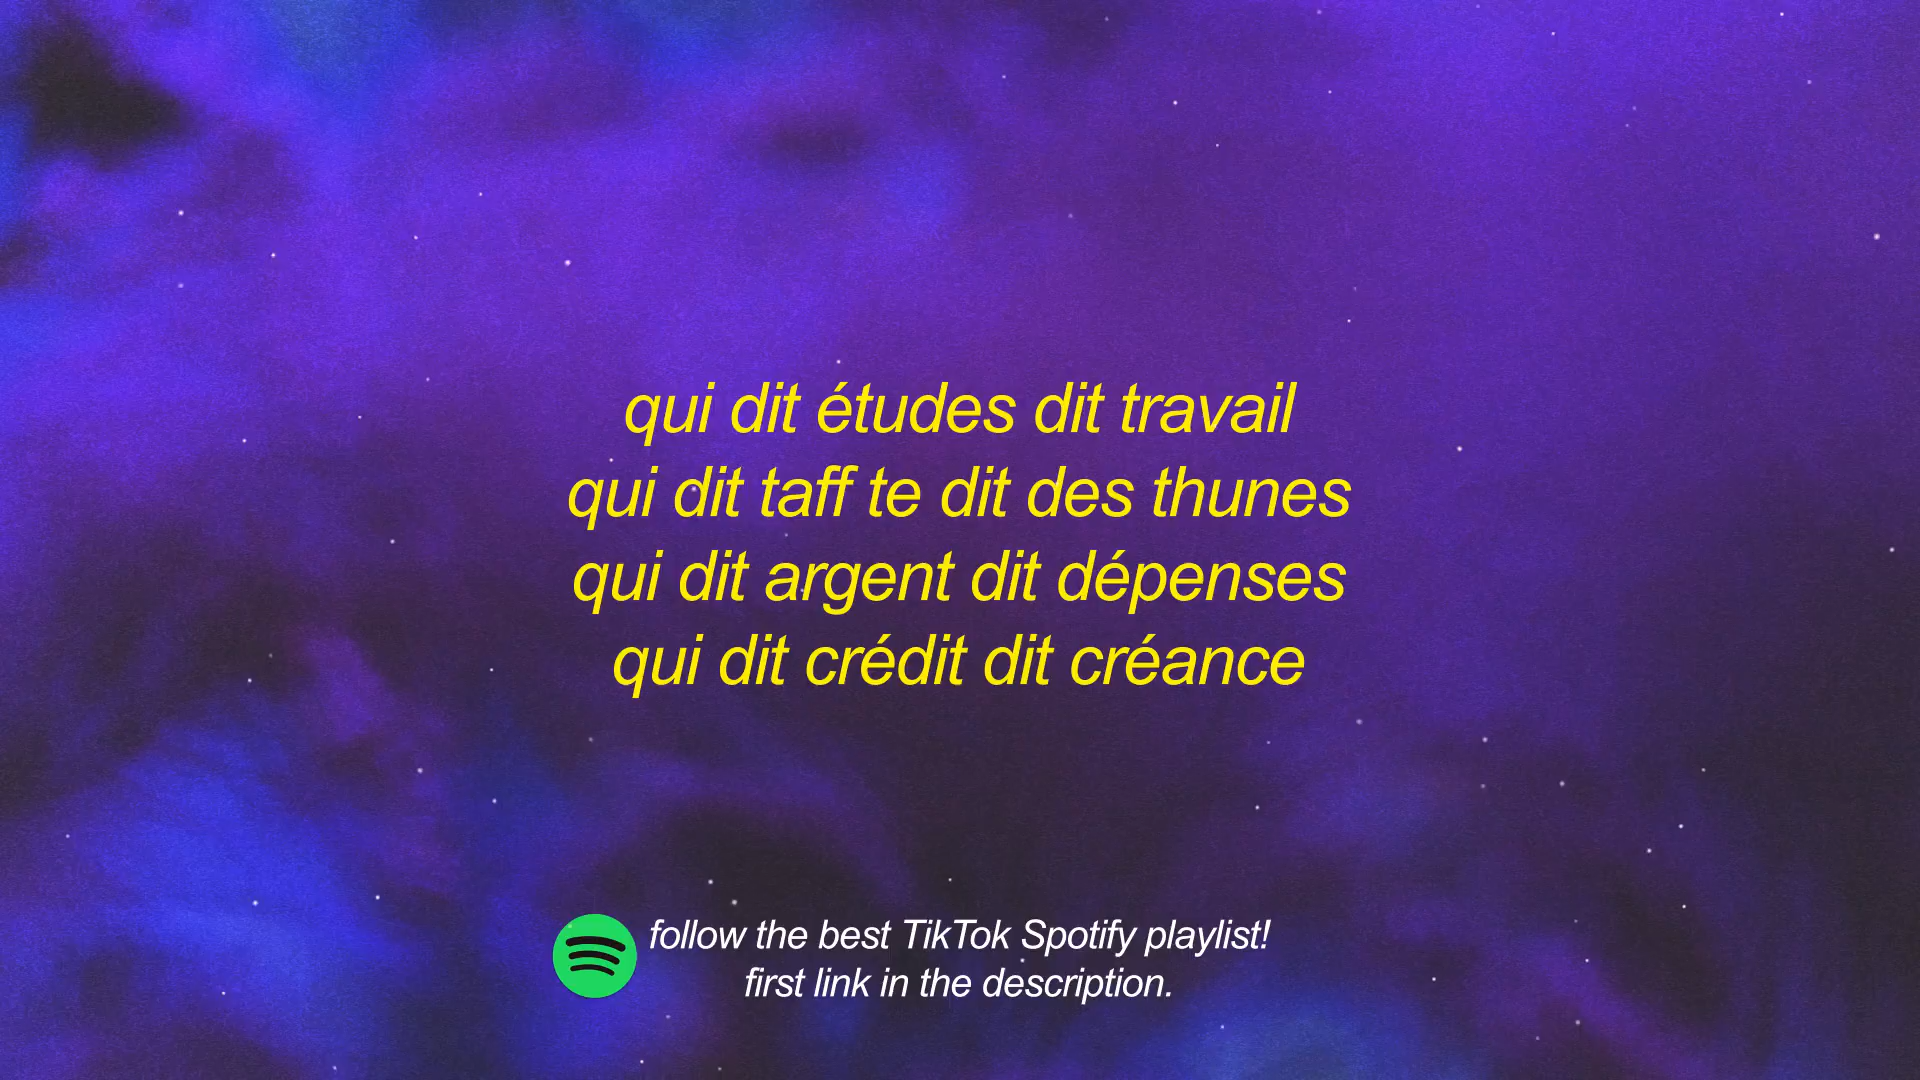 qui dit études dit travail
qui dit taff te dit des thunes
qui dit argent dit dépenses
qui dit crédit dit créance
follow the best TikTok Spotify playlist!
first link in the description.